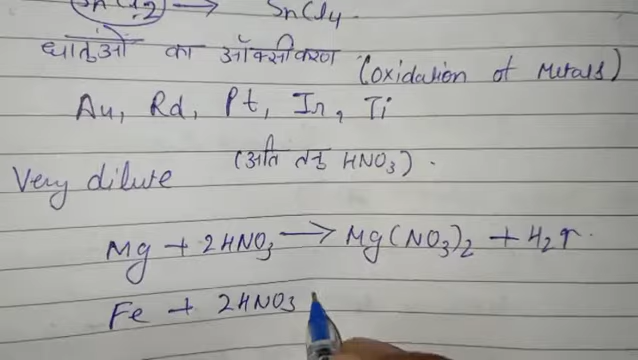 SnCl2 → SnCl4
धातुओं का ऑक्सीकरण (oxidation of Metals)
Au, Rd, Pt, Ir, Ti
Very dilute (अति तनु HNO3).
Mg + 2HNO3 → Mg(NO3)2 + H2↑.
Fe + 2HNO3